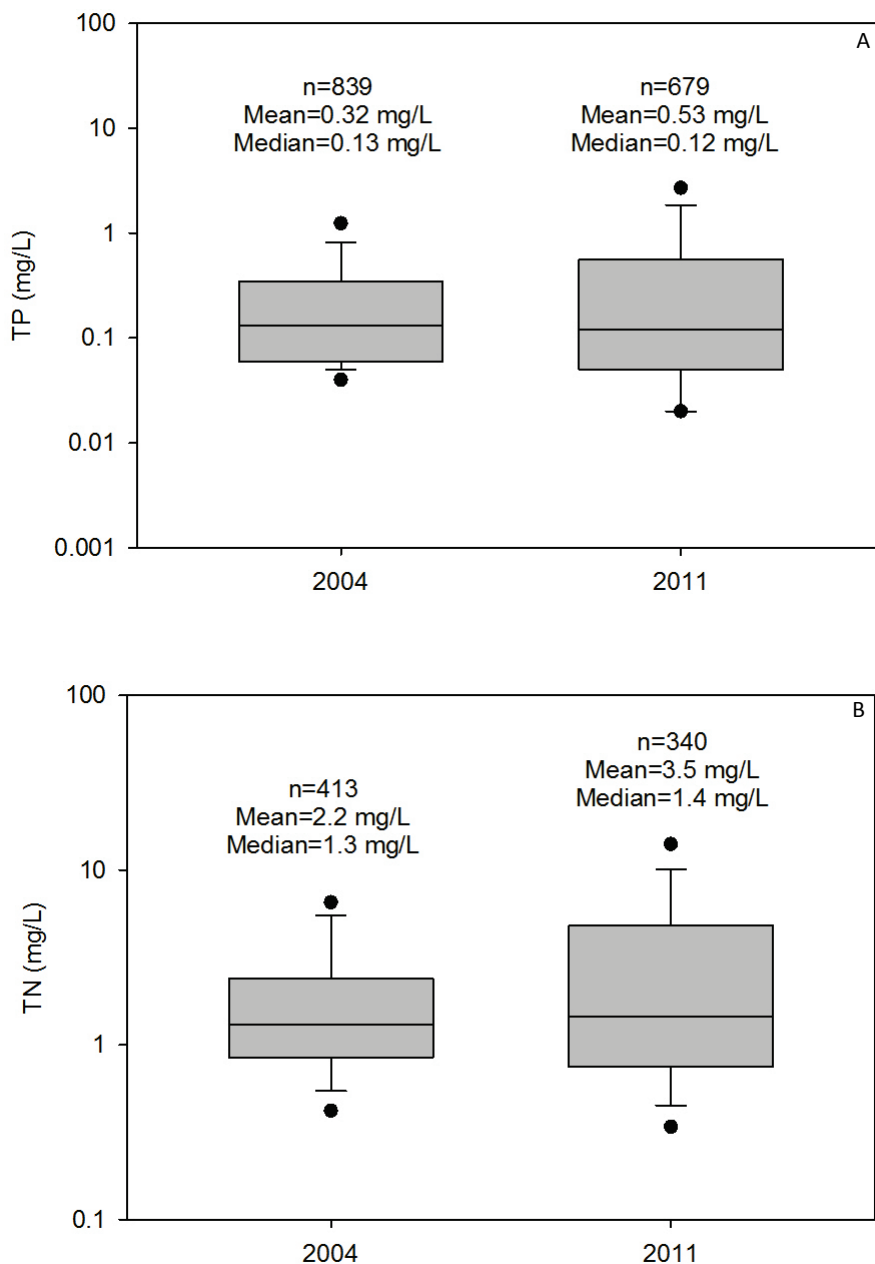 A
100
10
1
0.1
0.01
0.001
TP (mg/L)
n=839
Mean=0.32 mg/L
Median=0.13 mg/L
n=679
Mean=0.53 mg/L
Median=0.12 mg/L
2004
2011
B
100
10
1
0.1
TN (mg/L)
n=413
Mean=2.2 mg/L
Median=1.3 mg/L
n=340
Mean=3.5 mg/L
Median=1.4 mg/L
2004
2011